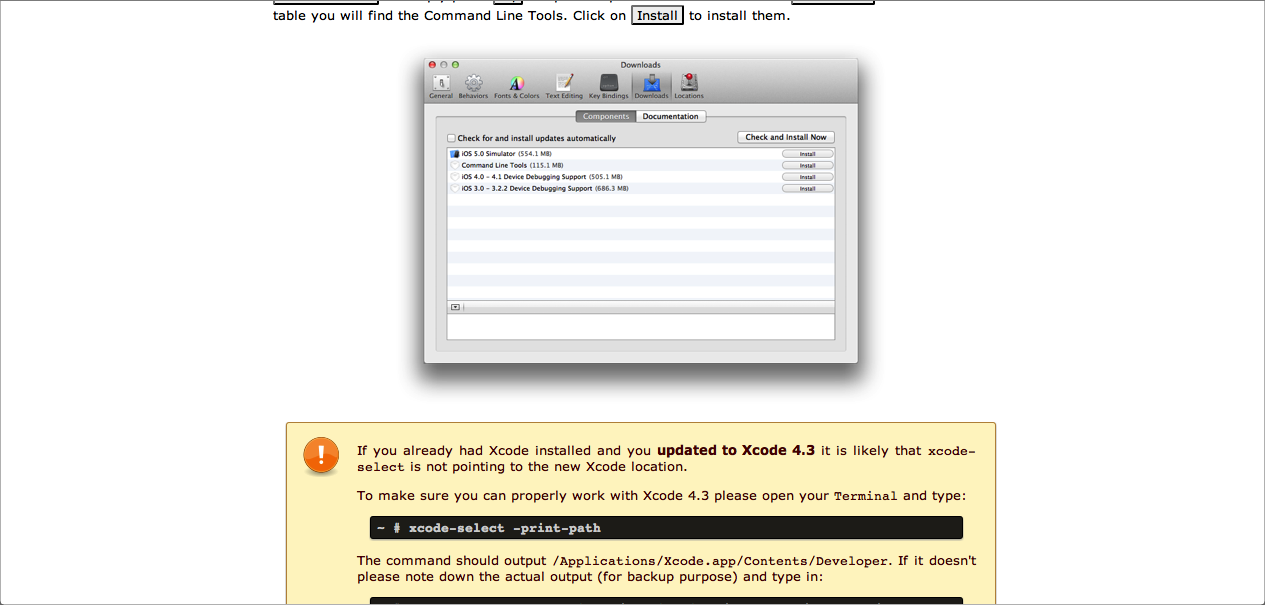 table you will find the Command Line Tools. Click on Install to install them.
Downloads
General Behaviors Fonts & Colors Text Editing Key Bindings Downloads Locations
Components Documentation
Check for and install updates automatically Check and Install Now
iOS 5.0 Simulator (554.1 MB) Install
Command Line Tools (115.1 MB) Install
iOS 4.0 – 4.1 Device Debugging Support (505.1 MB) Install
iOS 3.0 – 3.2.2 Device Debugging Support (686.3 MB) Install
If you already had Xcode installed and you updated to Xcode 4.3 it is likely that xcode-
select is not pointing to the new Xcode location.
To make sure you can properly work with Xcode 4.3 please open your Terminal and type:
~ # xcode-select -print-path
The command should output /Applications/Xcode.app/Contents/Developer. If it doesn't
please note down the actual output (for backup purpose) and type in: